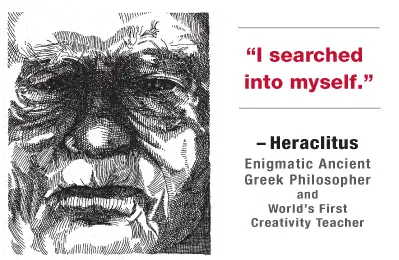 “I searched
into myself.”
– Heraclitus
Enigmatic Ancient
Greek Philosopher
and
World’s First
Creativity Teacher